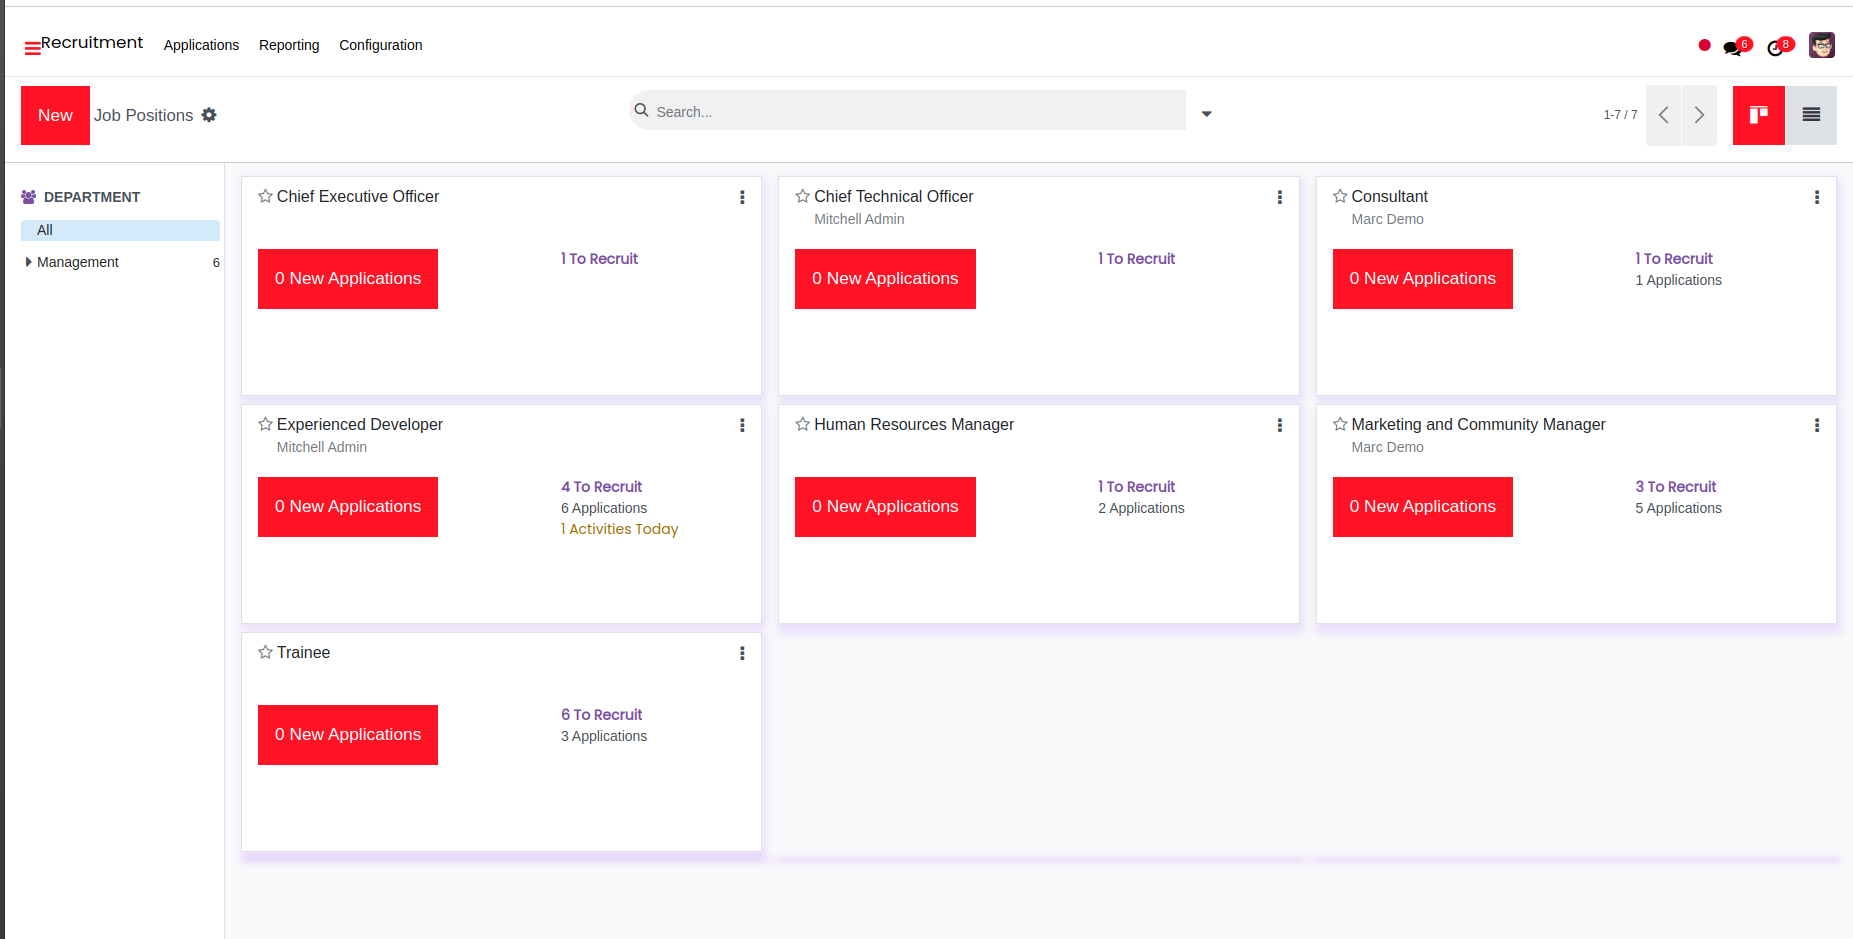 Recruitment Applications Reporting Configuration
6
8
New Job Positions
Search...
1-7 / 7
DEPARTMENT
All
Management 6
Chief Executive Officer
0 New Applications
1 To Recruit
Chief Technical Officer
Mitchell Admin
0 New Applications
1 To Recruit
Consultant
Marc Demo
0 New Applications
1 To Recruit
1 Applications
Experienced Developer
Mitchell Admin
0 New Applications
4 To Recruit
6 Applications
1 Activities Today
Human Resources Manager
0 New Applications
1 To Recruit
2 Applications
Marketing and Community Manager
Marc Demo
0 New Applications
3 To Recruit
5 Applications
Trainee
0 New Applications
6 To Recruit
3 Applications